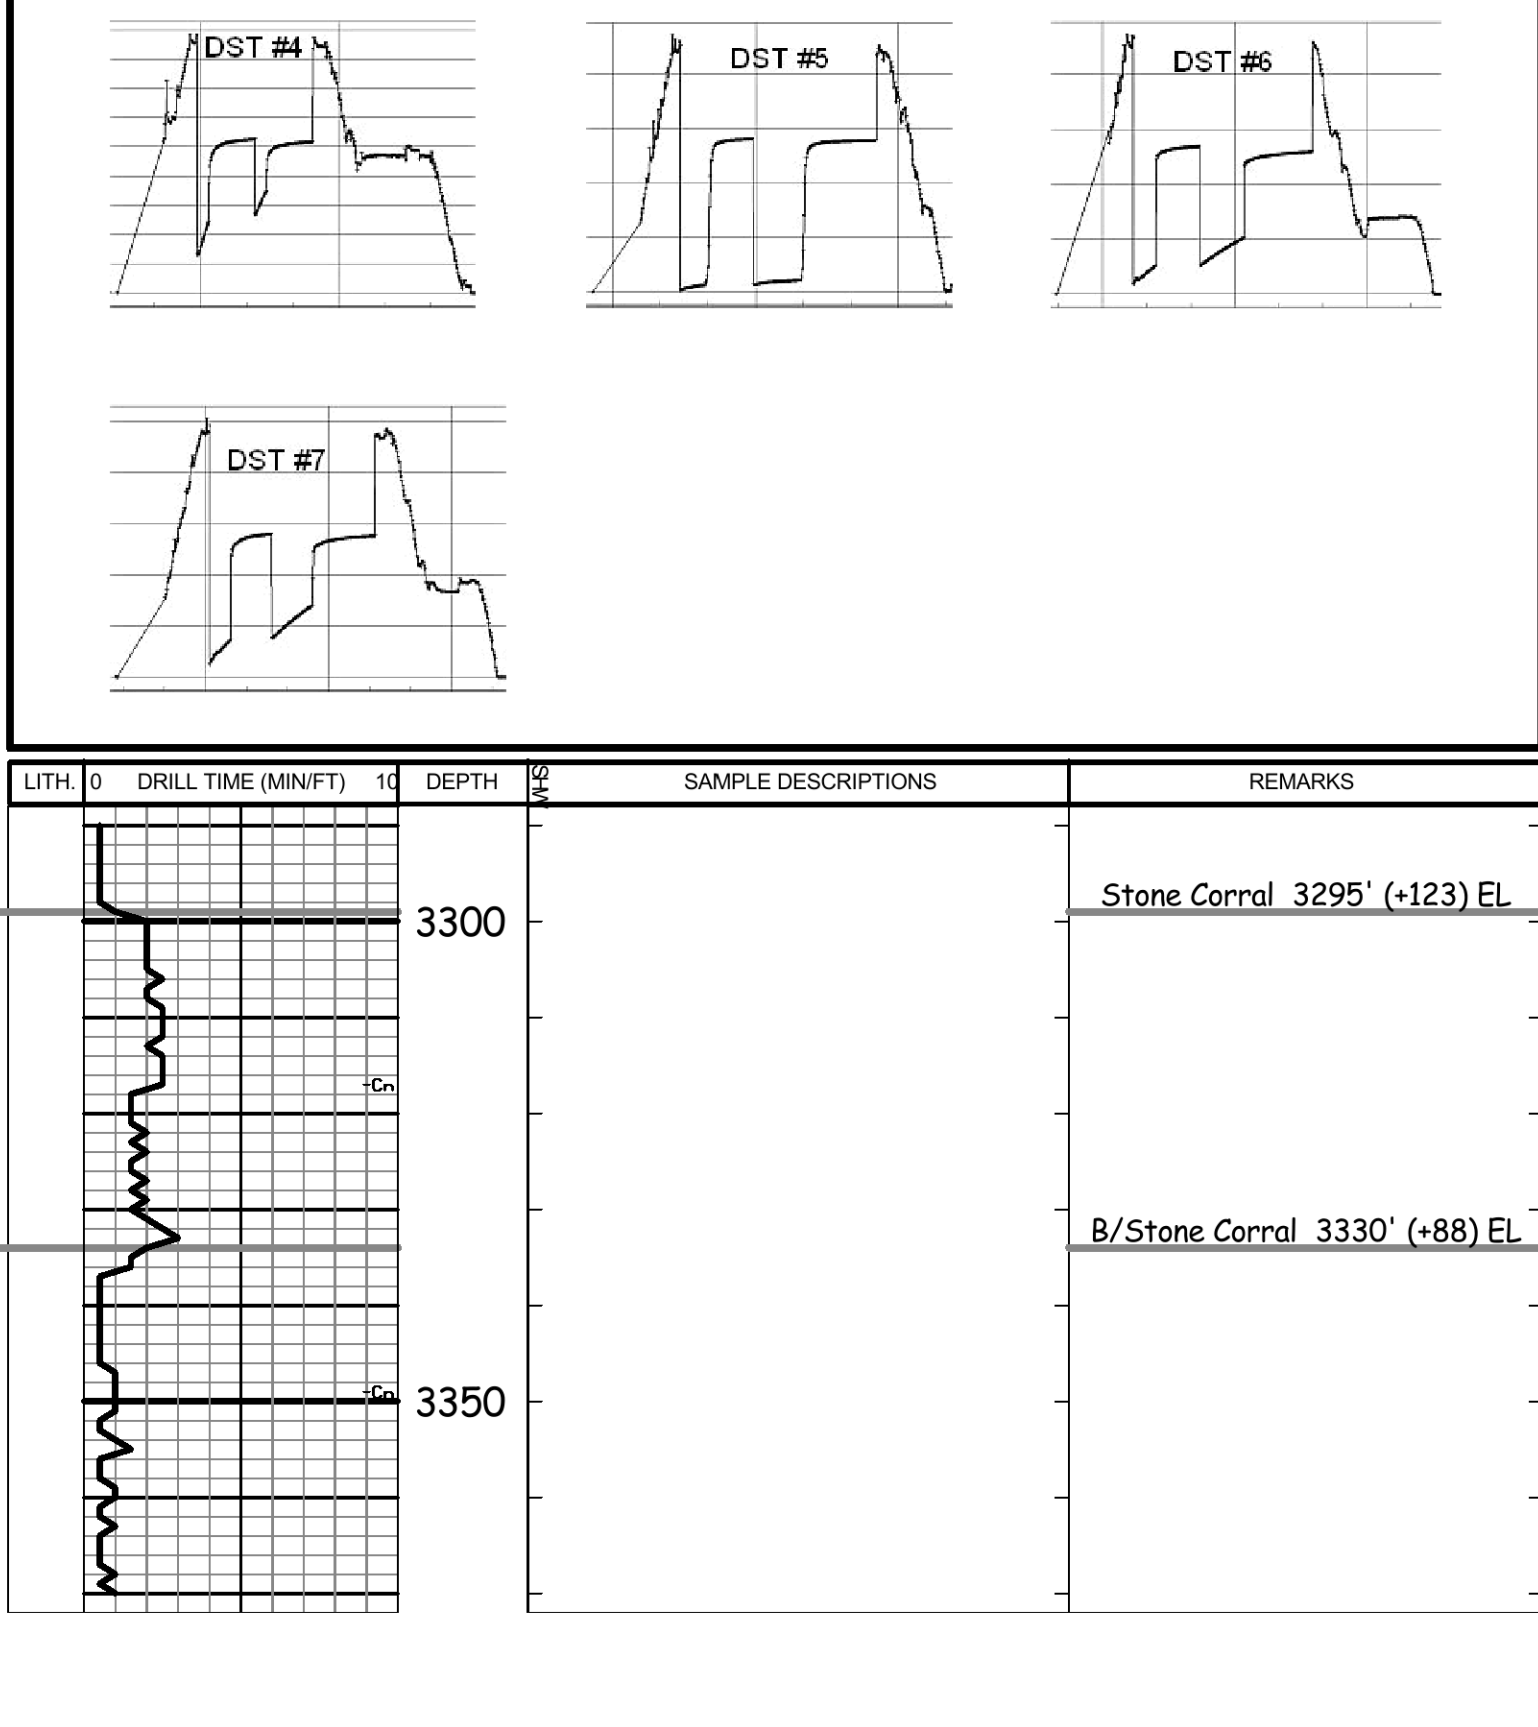 DST #4
DST #5
DST #6
DST #7
LITH. 0 DRILL TIME (MIN/FT) 10 DEPTH SHW SAMPLE DESCRIPTIONS REMARKS
Stone Corral 3295' (+123) EL
3300
-Cn
B/Stone Corral 3330' (+88) EL
-Cn
3350